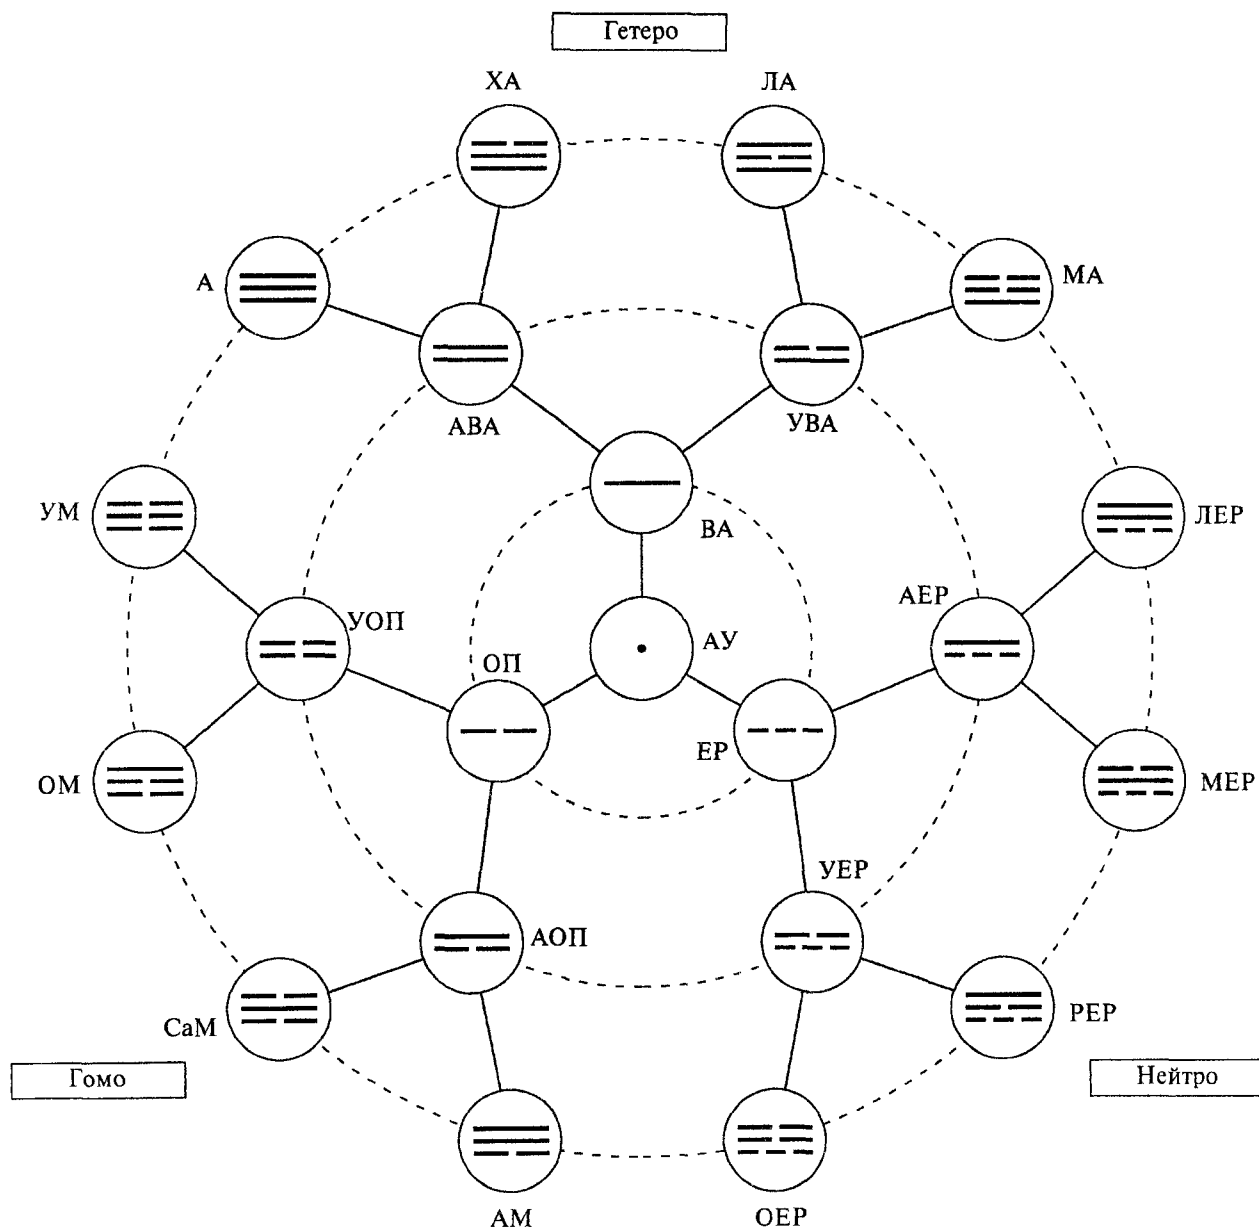 Гетеро
ХА
ЛА
А
МА
АВА
УВА
УМ
ВА
ЛЕР
УОП
АЕР
ОП
АУ
ЕР
ОМ
МЕР
УЕР
АОП
СаМ
РЕР
Гомо
Нейтро
АМ
ОЕР